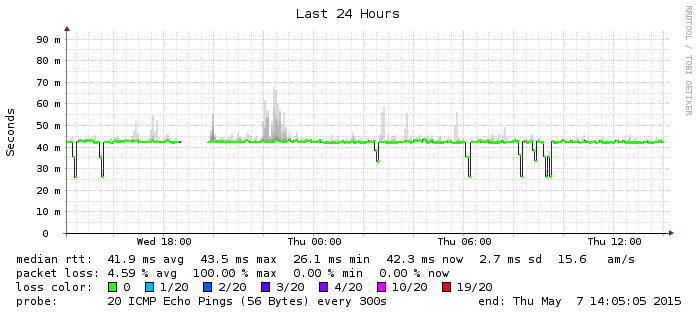 Last 24 Hours
RRDTOOL / TOBI OETIKER
Seconds
90 m
80 m
70 m
60 m
50 m
40 m
30 m
20 m
10 m
0
Wed 18:00 Thu 00:00 Thu 06:00 Thu 12:00
median rtt: 41.9 ms avg 43.5 ms max 26.1 ms min 42.3 ms now 2.7 ms sd 15.6 am/s
packet loss: 4.59 % avg 100.00 % max 0.00 % min 0.00 % now
loss color: 0 1/20 2/20 3/20 4/20 10/20 19/20
probe: 20 ICMP Echo Pings (56 Bytes) every 300s end: Thu May 7 14:05:05 2015